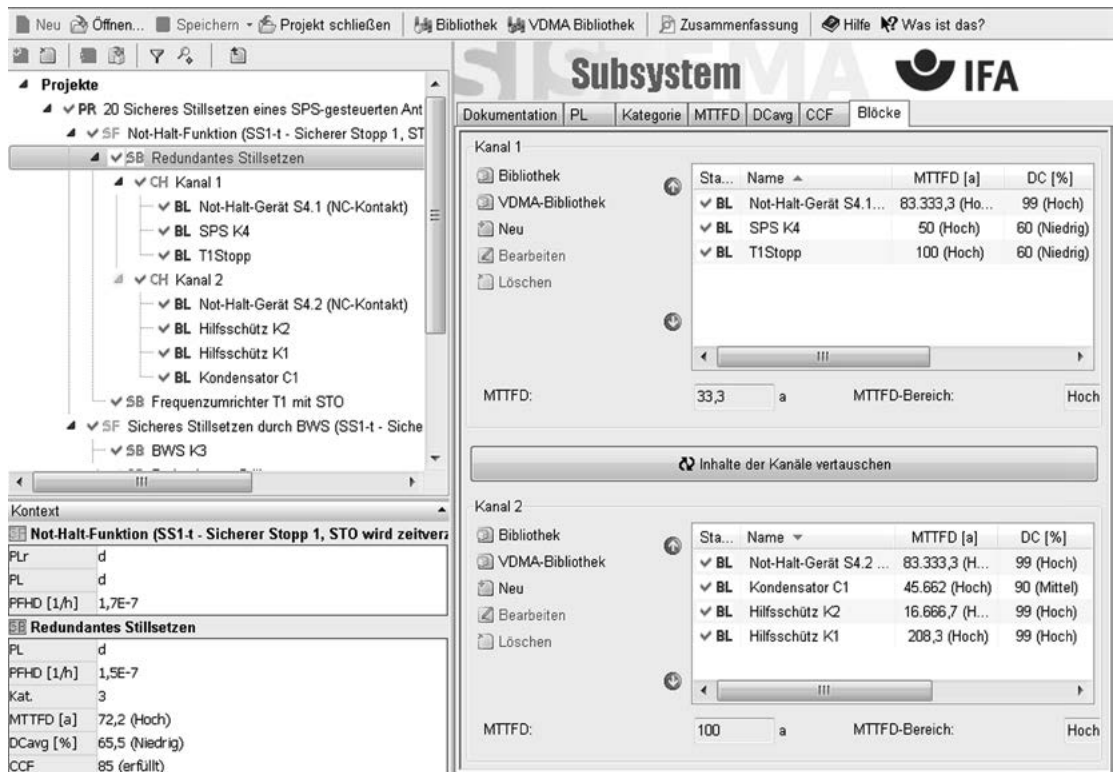 Neu Öffnen... Speichern Projekt schließen Bibliothek VDMA Bibliothek Zusammenfassung Hilfe Was ist das?
Projekte
PR 20 Sicheres Stillsetzen eines SPS-gesteuerten Ant
SF Not-Halt-Funktion (SS1-t - Sicherer Stopp 1, ST
SB Redundantes Stillsetzen
CH Kanal 1
BL Not-Halt-Gerät S4.1 (NC-Kontakt)
BL SPS K4
BL T1Stopp
CH Kanal 2
BL Not-Halt-Gerät S4.2 (NC-Kontakt)
BL Hilfsschütz K2
BL Hilfsschütz K1
BL Kondensator C1
SB Frequenzumrichter T1 mit STO
SF Sicheres Stillsetzen durch BWS (SS1-t - Siche
SB BWS K3
Kontext
SF Not-Halt-Funktion (SS1-t - Sicherer Stopp 1, STO wird zeitverz
PLr d
PL d
PFHD [1/h] 1,7E-7
SB Redundantes Stillsetzen
PL d
PFHD [1/h] 1,5E-7
Kat. 3
MTTFD [a] 72,2 (Hoch)
DCavg [%] 65,5 (Niedrig)
CCF 85 (erfüllt)
SISTEMA
Subsystem
IFA
Dokumentation PL Kategorie MTTFD DCavg CCF Blöcke
Kanal 1
Bibliothek
VDMA-Bibliothek
Neu
Bearbeiten
Löschen
Sta... Name MTTFD [a] DC [%]
BL Not-Halt-Gerät S4.1... 83.333,3 (Ho... 99 (Hoch)
BL SPS K4 50 (Hoch) 60 (Niedrig)
BL T1Stopp 100 (Hoch) 60 (Niedrig)
MTTFD: 33,3 a MTTFD-Bereich: Hoch
Inhalte der Kanäle vertauschen
Kanal 2
Bibliothek
VDMA-Bibliothek
Neu
Bearbeiten
Löschen
Sta... Name MTTFD [a] DC [%]
BL Not-Halt-Gerät S4.2 ... 83.333,3 (H... 99 (Hoch)
BL Kondensator C1 45.662 (Hoch) 90 (Mittel)
BL Hilfsschütz K2 16.666,7 (H... 99 (Hoch)
BL Hilfsschütz K1 208,3 (Hoch) 99 (Hoch)
MTTFD: 100 a MTTFD-Bereich: Hoch